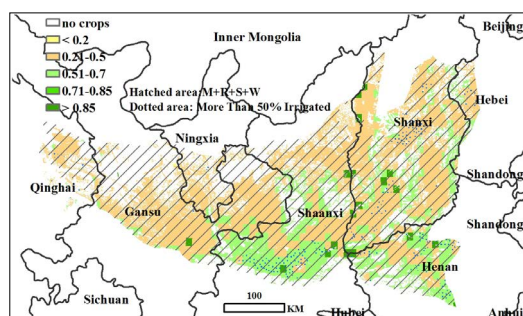 no crops
Beijing
< 0.2
Inner Mongolia
0.21-0.5
0.51-0.7
0.71-0.85
Hatched area:M+R+S+W
> 0.85
Dotted area: More Than 50% Irrigated
Hebei
Shanxi
Ningxia
Shandong
Qinghai
Gansu
Shaanxi
Shandong
Henan
Sichuan
100
KM
Hubei
Anhui